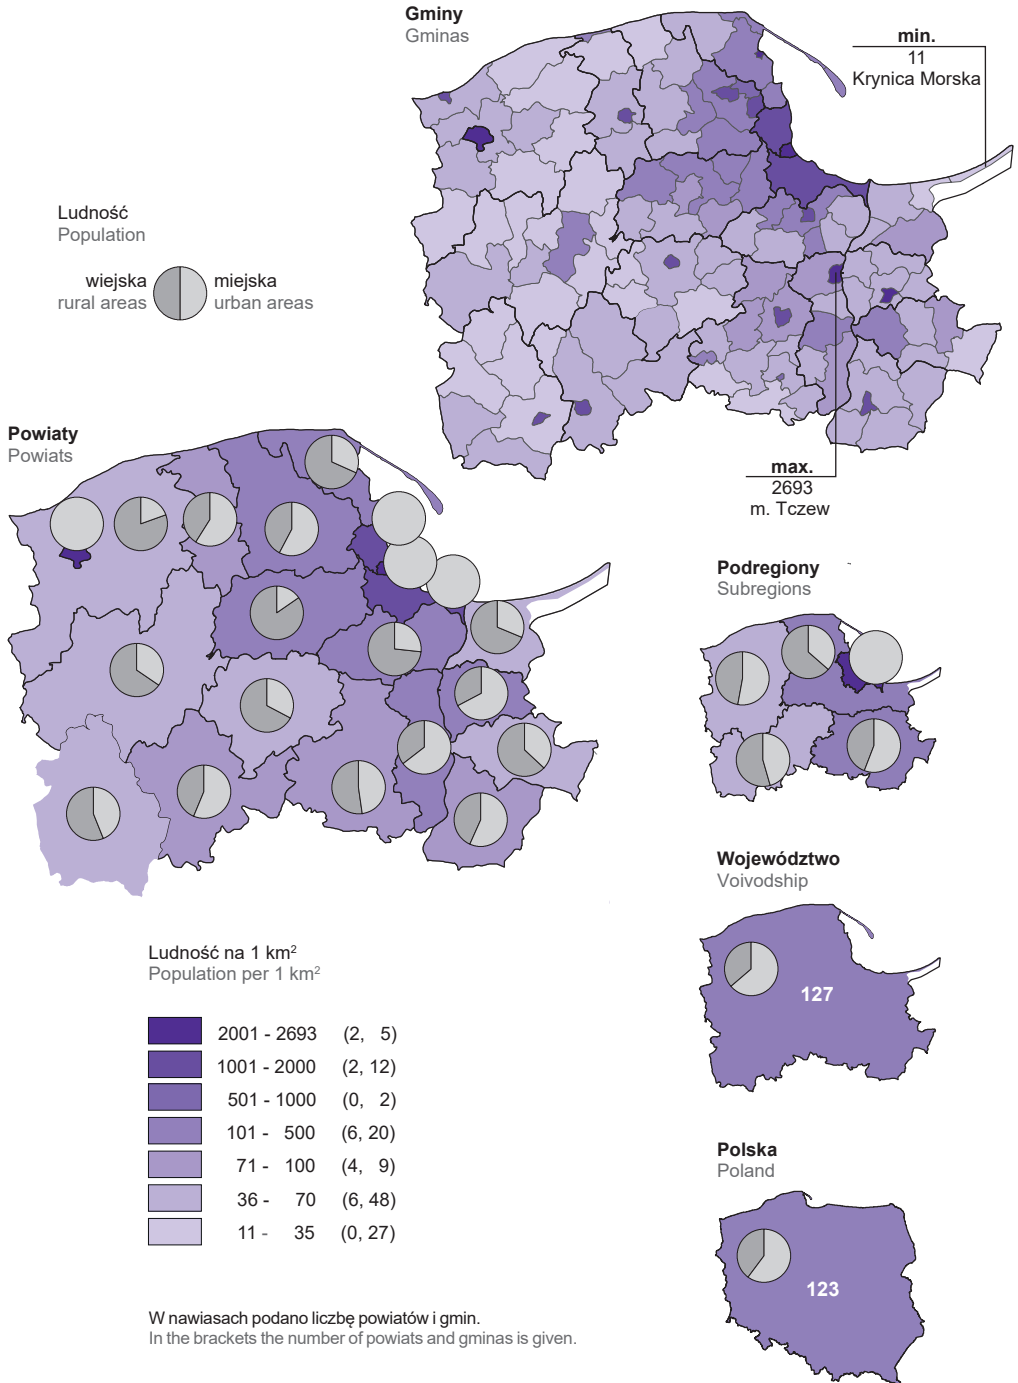 Gminy
Gminas
min.
11
Krynica Morska
Ludność
Population
wiejska
rural areas
miejska
urban areas
max.
2693
m. Tczew
Powiaty
Powiats
Podregiony
Subregions
Województwo
Voivodship
127
Ludność na 1 km²
Population per 1 km²
2001 - 2693 (2, 5)
1001 - 2000 (2, 12)
501 - 1000 (0, 2)
101 - 500 (6, 20)
71 - 100 (4, 9)
36 - 70 (6, 48)
11 - 35 (0, 27)
Polska
Poland
123
W nawiasach podano liczbę powiatów i gmin.
In the brackets the number of powiats and gminas is given.